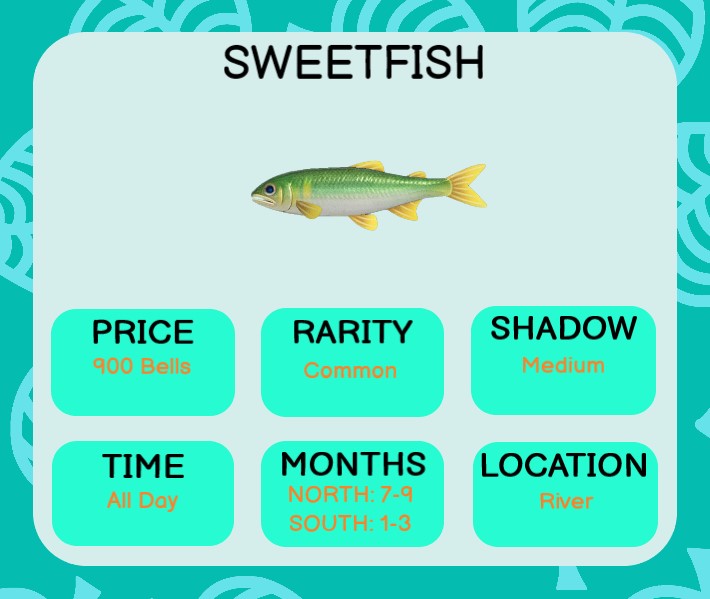 SWEETFISH
PRICE
900 Bells
RARITY
Common
SHADOW
Medium
TIME
All Day
MONTHS
NORTH: 7-9
SOUTH: 1-3
LOCATION
River